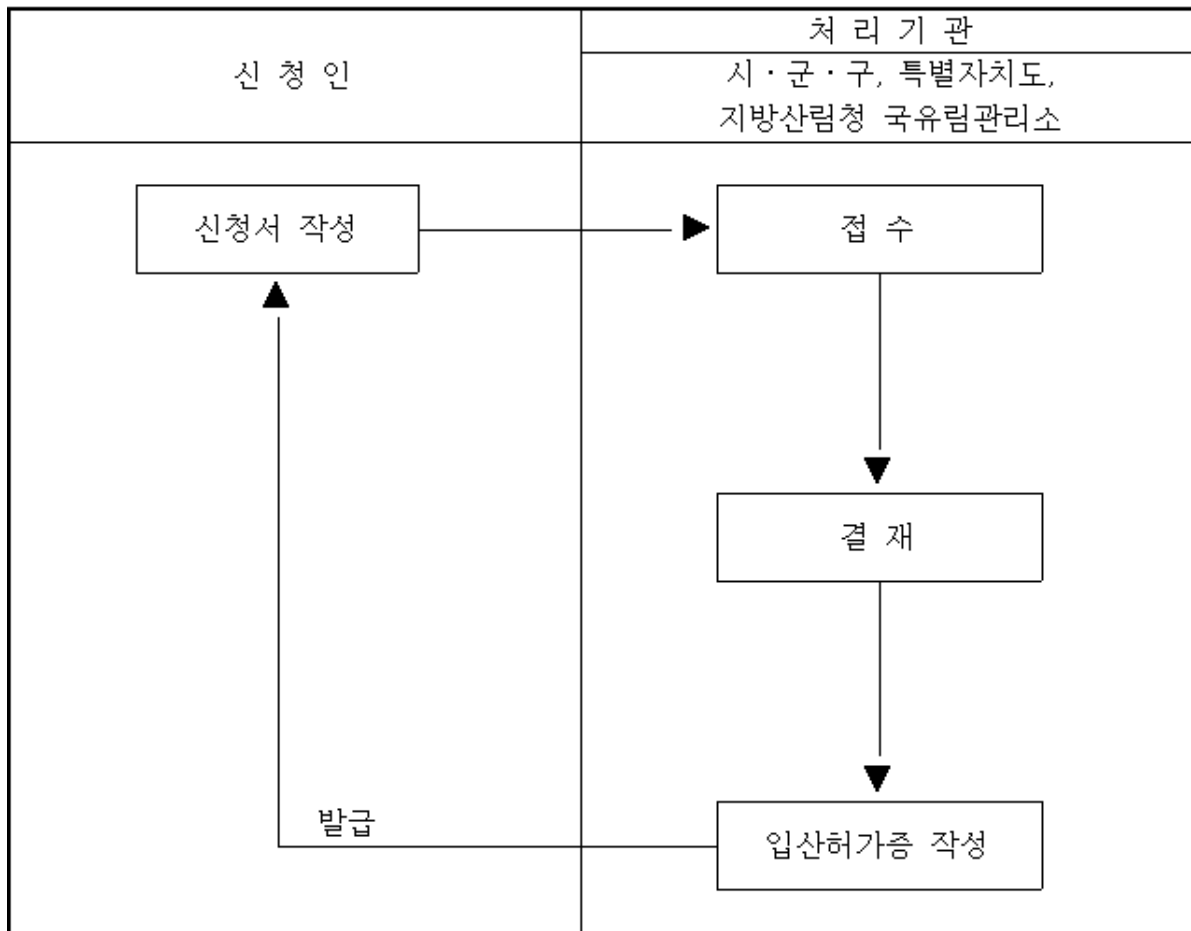 신 청 인
처 리 기 관
시 · 군 · 구, 특별자치도,
지방산림청 국유림관리소
신청서 작성
접 수
결 재
입산허가증 작성
발급